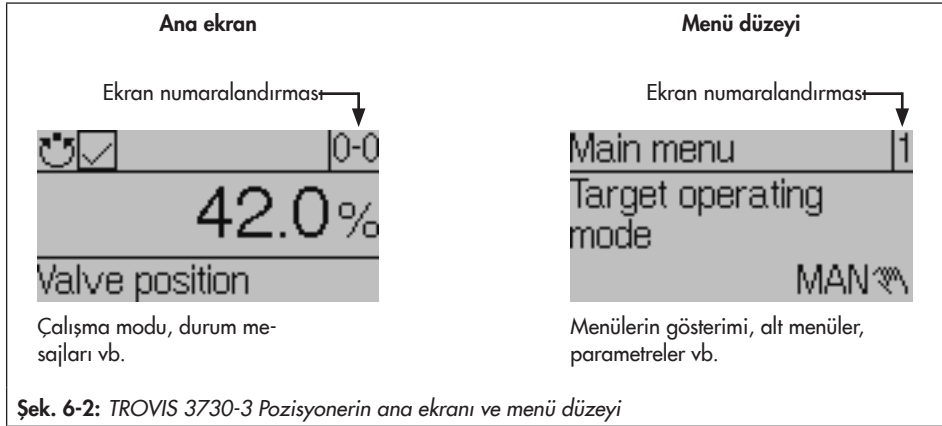 Ana ekran
Ekran numaralandırması
0-0
42.0%
Valve position
Çalışma modu, durum me-
sajları vb.
Menü düzeyi
Ekran numaralandırması
Main menu 1
Target operating
mode
MAN
Menülerin gösterimi, alt menüler,
parametreler vb.
Şek. 6-2: TROVIS 3730-3 Pozisyonerin ana ekranı ve menü düzeyi